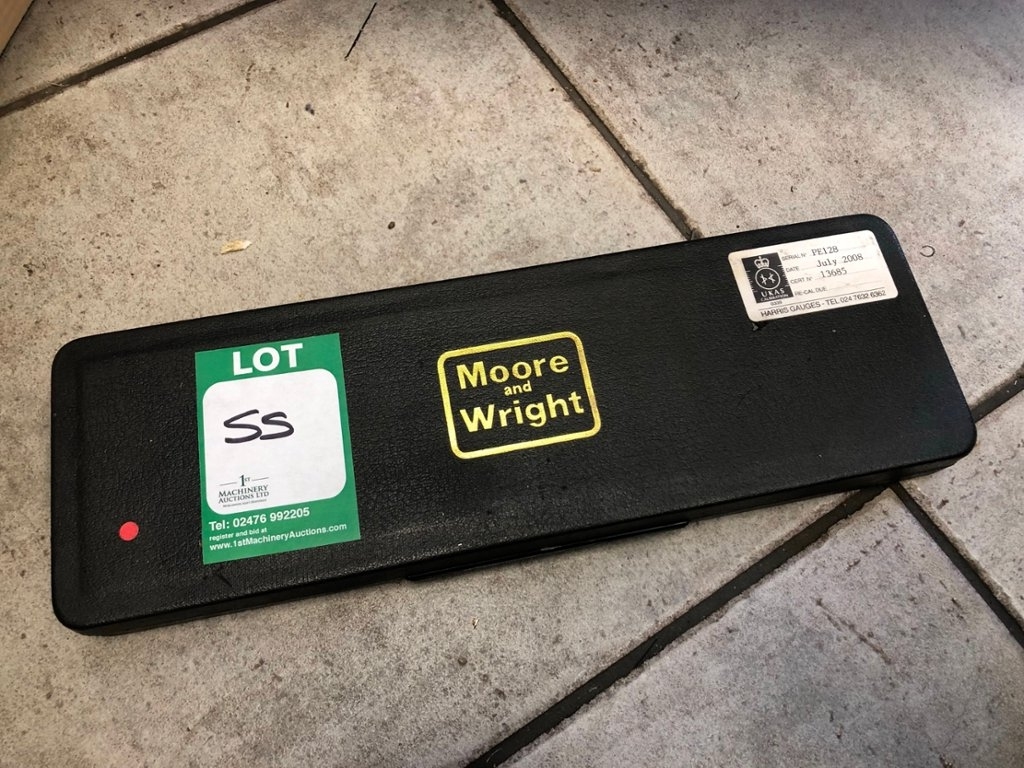 LOT
SS
1ST
MACHINERY
AUCTIONS LTD
Tel: 02476 992205
register and bid at
www.1stMachineryAuctions.com
Moore
and
Wright
SERIAL Nº PE128
DATE July 2008
CERT Nº 13685
RE-CAL DUE
UKAS
CALIBRATION
HARRIS GAUGES - TEL 024 7632 6362